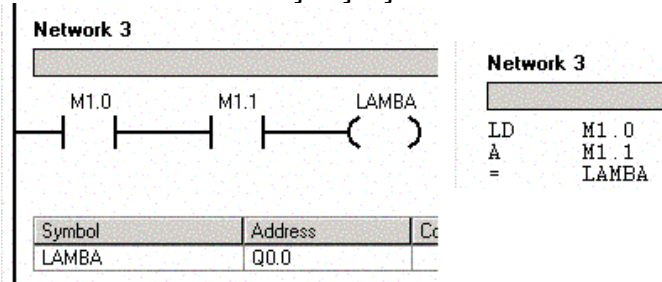 Network 3
M1.0 M1.1 LAMBA
Symbol Address
LAMBA Q0.0
Network 3
LD M1.0
A M1.1
= LAMBA